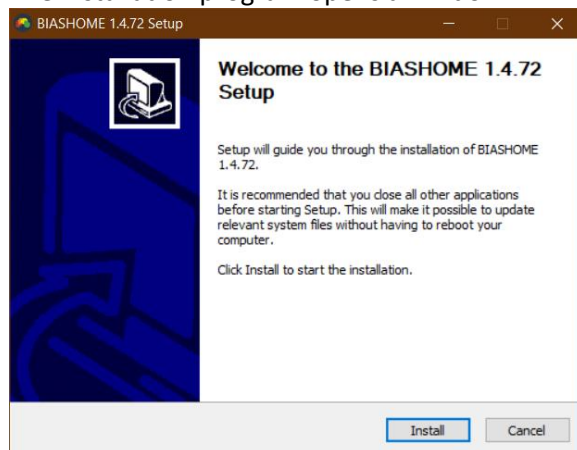 BIASHOME 1.4.72 Setup
Welcome to the BIASHOME 1.4.72
Setup
Setup will guide you through the installation of BIASHOME
1.4.72.
It is recommended that you close all other applications
before starting Setup. This will make it possible to update
relevant system files without having to reboot your
computer.
Click Install to start the installation.
Install Cancel